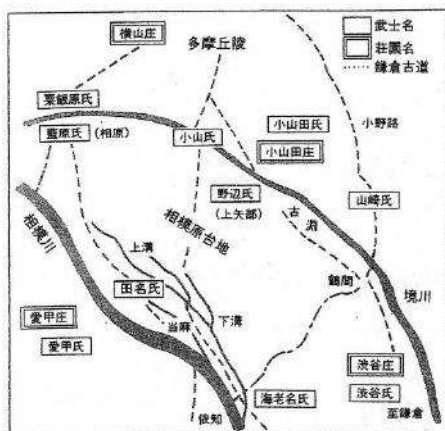 武士名
荘園名
鎌倉古道
横山庄
多摩丘陵
粟飯原氏
藍原氏
(相原)
小山氏
小山田氏
小山田庄
小野路
野辺氏
(上矢部)
山崎氏
古淵
相模川
相模原台地
上溝
鶴間
境川
田名氏
当麻
下溝
愛甲庄
愛甲氏
渋谷庄
渋谷氏
海老名氏
依知
至鎌倉